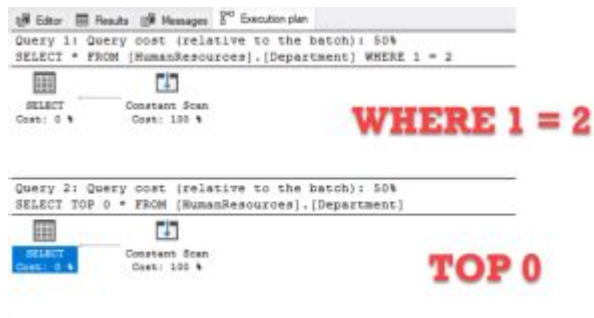 Editor Results Messages Execution plan
Query 1: Query cost (relative to the batch): 50%
SELECT * FROM [HumanResources].[Department] WHERE 1 = 2
SELECT Constant Scan
Cost: 0 % Cost: 100 %
WHERE 1 = 2
Query 2: Query cost (relative to the batch): 50%
SELECT TOP 0 * FROM [HumanResources].[Department]
SELECT Constant Scan
Cost: 0 % Cost: 100 %
TOP 0